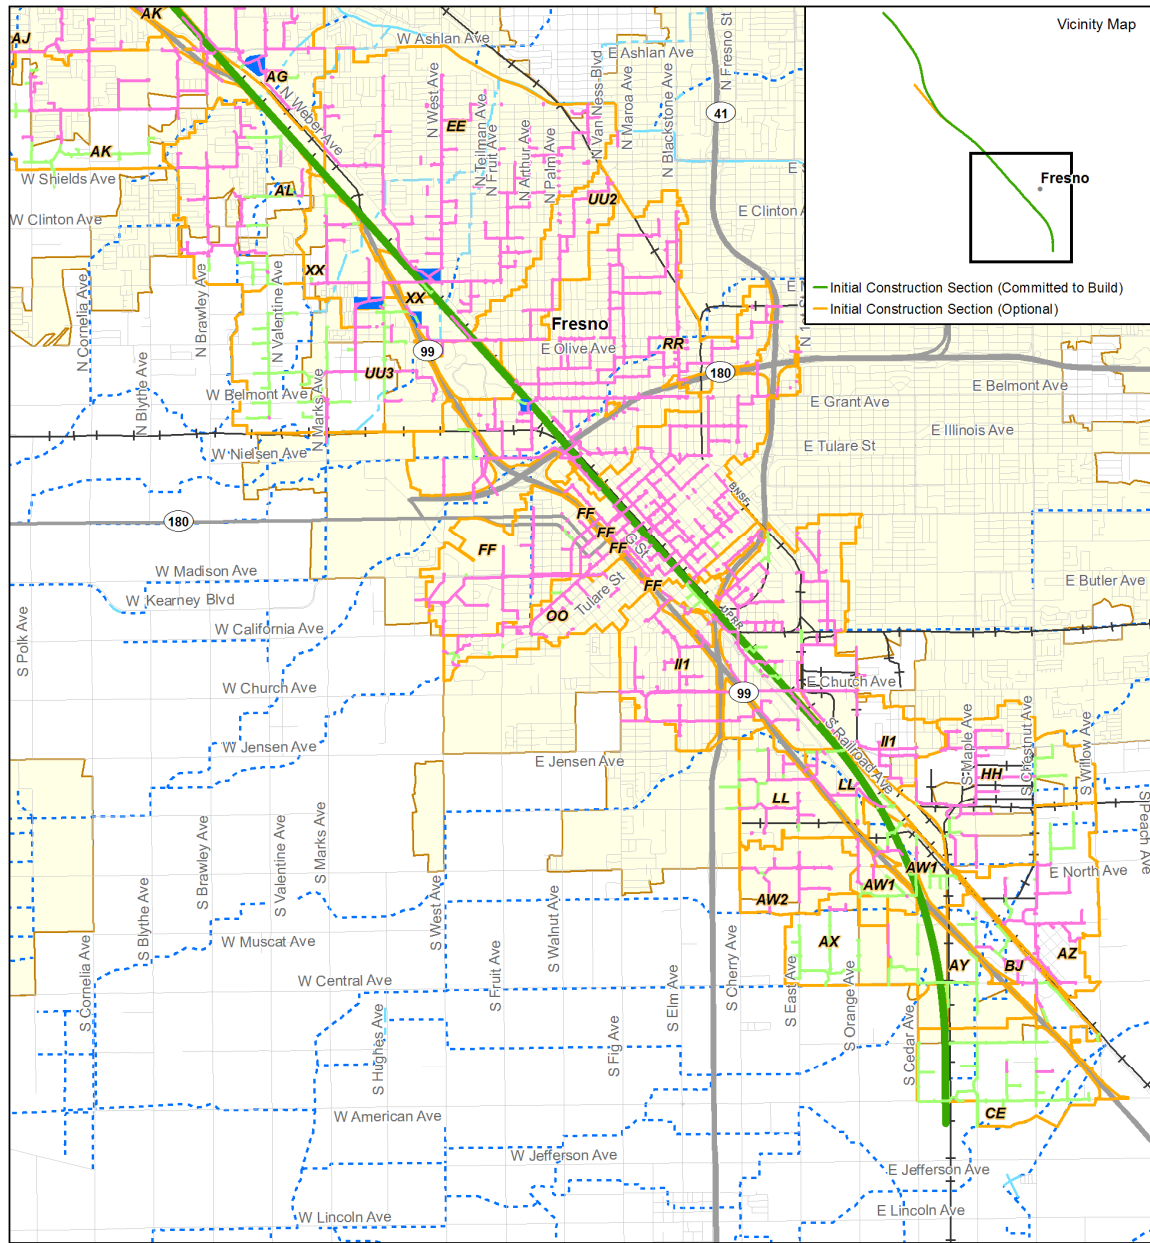 AK
AJ
W Ashlan Ave
E Ashlan Ave
N Fresno St
Vicinity Map
AG
N Weber Ave
N West Ave
EE
N Teilman Ave
N Fruit Ave
N Arthur Ave
N Palm Ave
N Van Ness Blvd
N Maroa Ave
N Blackstone Ave
41
AK
W Shields Ave
AL
UU2
W Clinton Ave
E Clinton A
Fresno
XX
XX
N Cornelia Ave
N Brawley Ave
N Valentine Ave
Initial Construction Section (Committed to Build)
Initial Construction Section (Optional)
Fresno
E Olive Ave
RR
99
180
UU3
N Blythe Ave
W Belmont Ave
N Marks Ave
E Belmont Ave
E Grant Ave
E Illinois Ave
E Tulare St
W Nielsen Ave
BNSF
180
FF
FF
FF
FF
G St
FF
W Madison Ave
Tulare St
OO
E Butler Ave
W Kearney Blvd
UPRR
W California Ave
S Polk Ave
II1
W Church Ave
99
E Church Ave
W Jensen Ave
E Jensen Ave
S Railroad Ave
II1
S Maple Ave
HH
S Chestnut Ave
S Willow Ave
S Peach Ave
LL
LL
S Brawley Ave
S Valentine Ave
S Marks Ave
S Blythe Ave
S West Ave
S Walnut Ave
AW1
AW1
E North Ave
AW2
AX
W Muscat Ave
AY
BJ
AZ
S Cornelia Ave
W Central Ave
S Fruit Ave
S Elm Ave
S Cherry Ave
S East Ave
S Orange Ave
S Cedar Ave
S Hughes Ave
S Fig Ave
W American Ave
CE
W Jefferson Ave
E Jefferson Ave
W Lincoln Ave
E Lincoln Ave